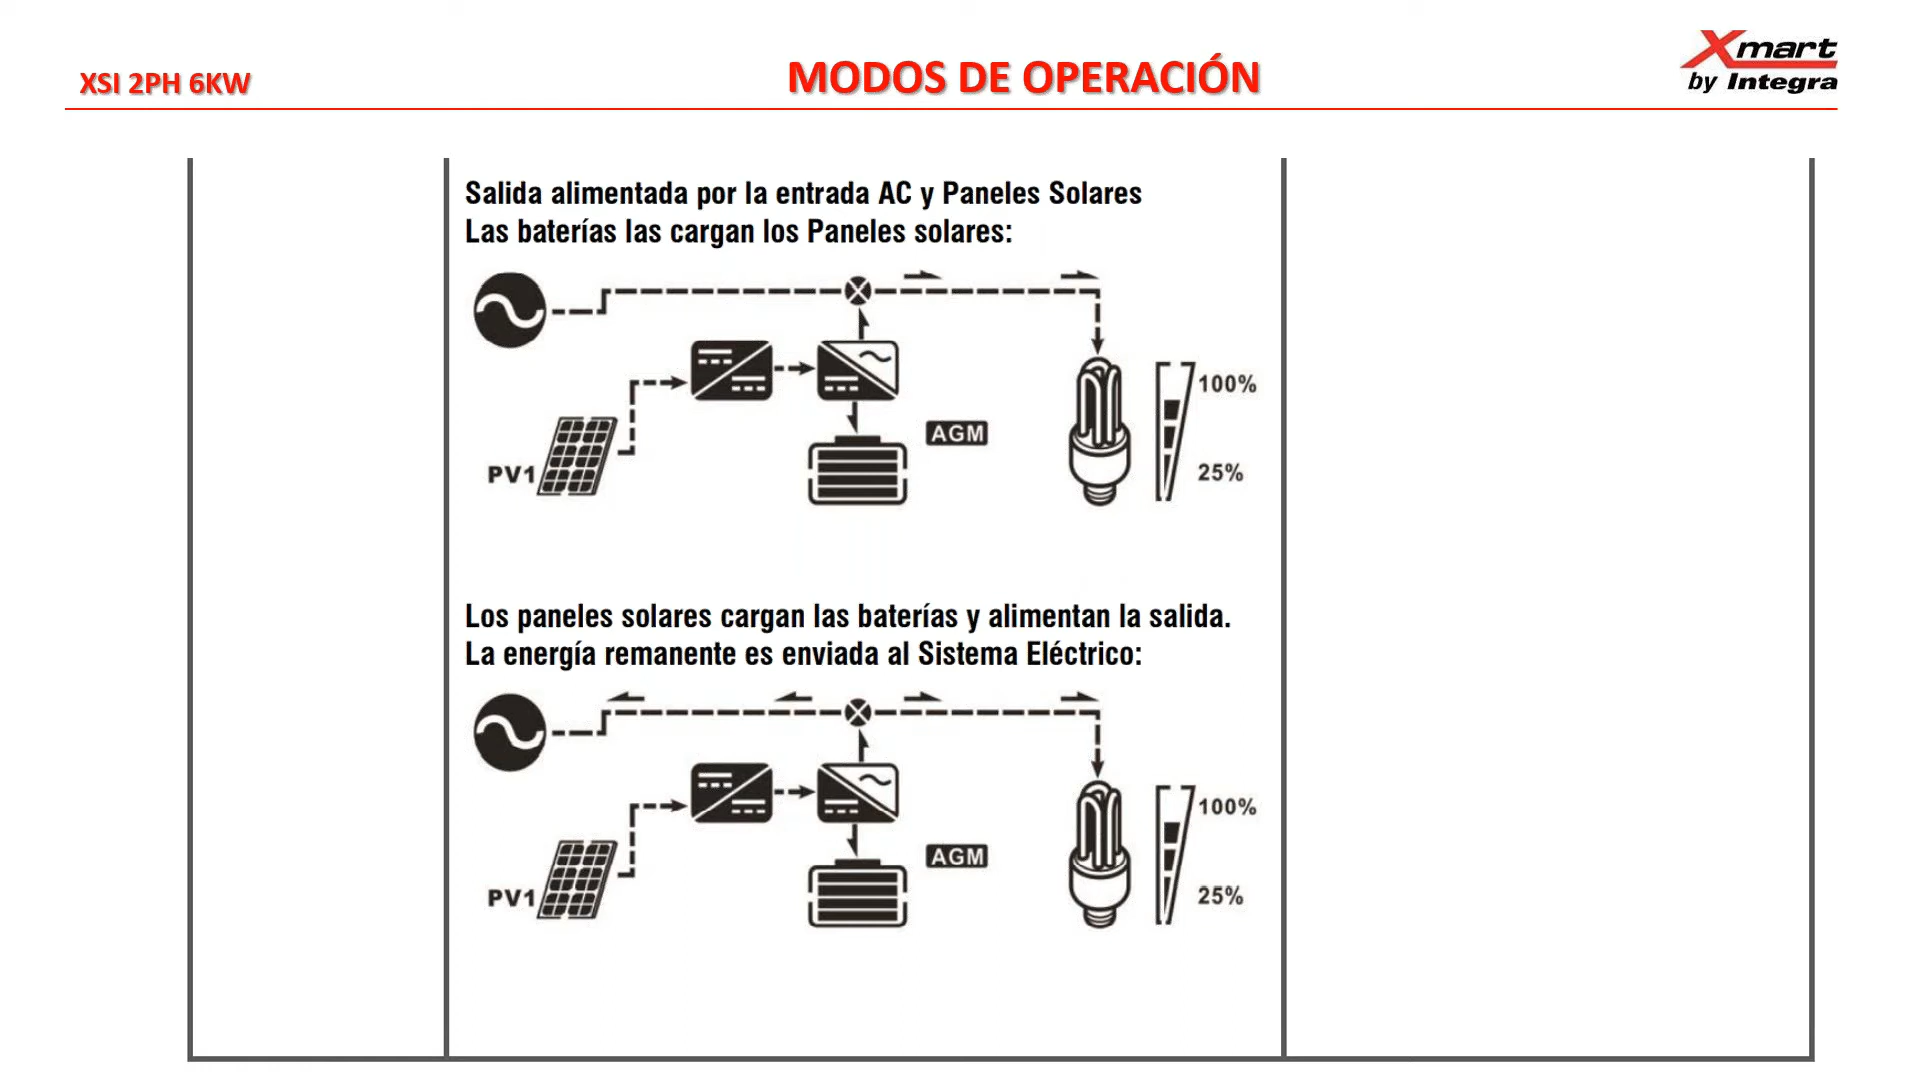 XSI 2PH 6KW
MODOS DE OPERACIÓN
Xmart
by Integra
Salida alimentada por la entrada AC y Paneles Solares
Las baterías las cargan los Paneles solares:
100%
AGM
PV1
25%
Los paneles solares cargan las baterías y alimentan la salida.
La energía remanente es enviada al Sistema Eléctrico:
100%
AGM
PV1
25%